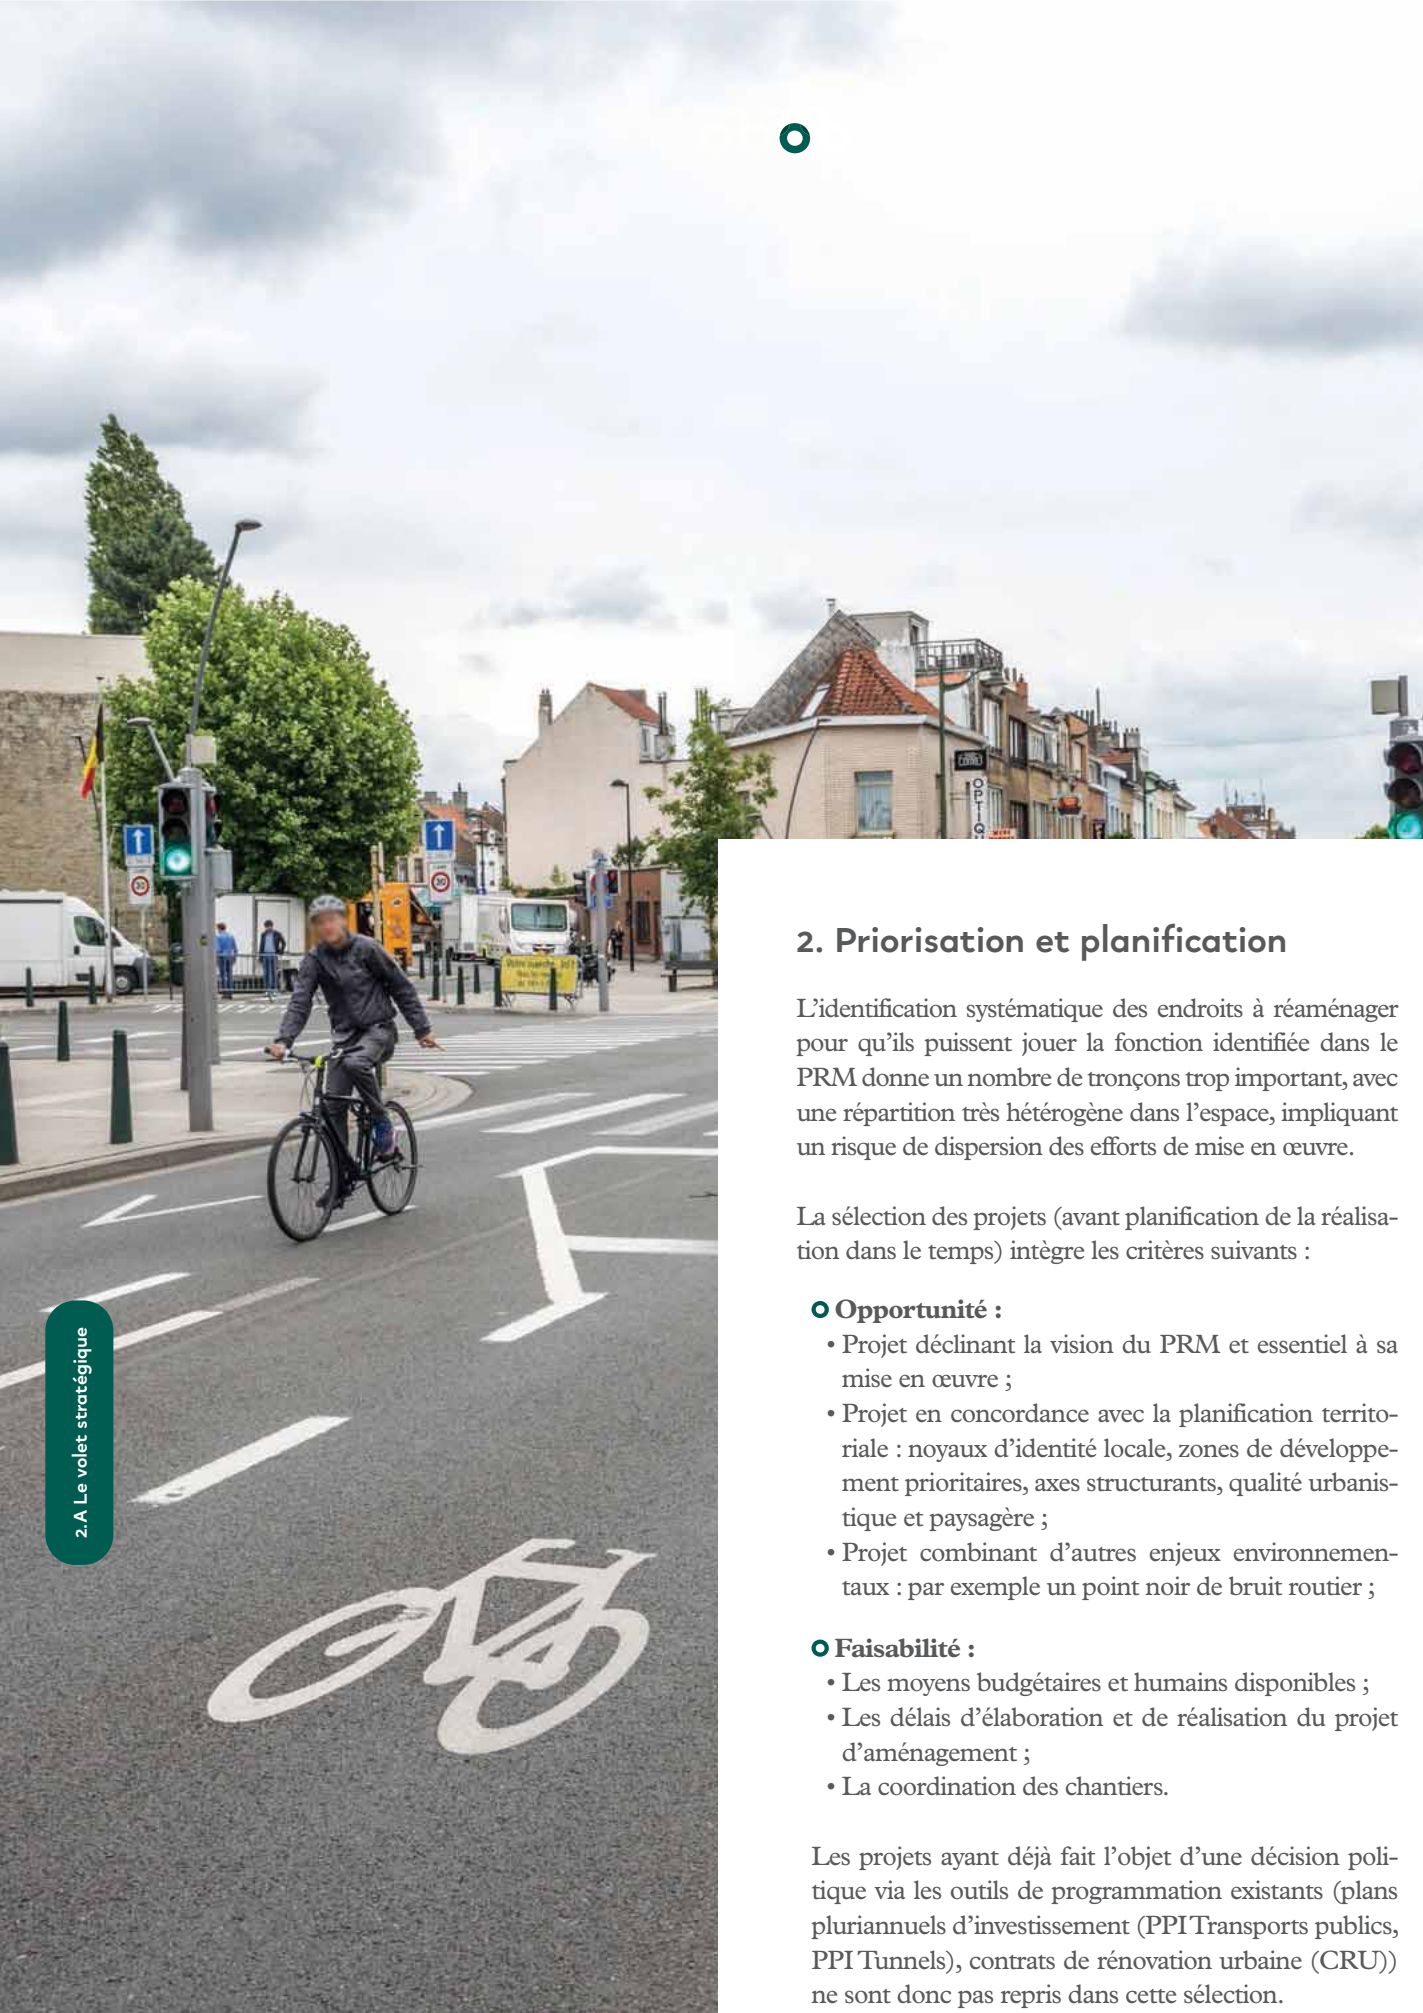 30
30
OPTIQU
2.A Le volet stratégique
2. Priorisation et planification
L’identification systématique des endroits à réaménager
pour qu’ils puissent jouer la fonction identifiée dans le
PRM donne un nombre de tronçons trop important, avec
une répartition très hétérogène dans l’espace, impliquant
un risque de dispersion des efforts de mise en œuvre.
La sélection des projets (avant planification de la réalisa-
tion dans le temps) intègre les critères suivants :
Opportunité :
• Projet déclinant la vision du PRM et essentiel à sa
mise en œuvre ;
• Projet en concordance avec la planification territo-
riale : noyaux d’identité locale, zones de développe-
ment prioritaires, axes structurants, qualité urbanis-
tique et paysagère ;
• Projet combinant d’autres enjeux environnemen-
taux : par exemple un point noir de bruit routier ;
Faisabilité :
• Les moyens budgétaires et humains disponibles ;
• Les délais d’élaboration et de réalisation du projet
d’aménagement ;
• La coordination des chantiers.
Les projets ayant déjà fait l’objet d’une décision poli-
tique via les outils de programmation existants (plans
pluriannuels d’investissement (PPI Transports publics,
PPI Tunnels), contrats de rénovation urbaine (CRU))
ne sont donc pas repris dans cette sélection.